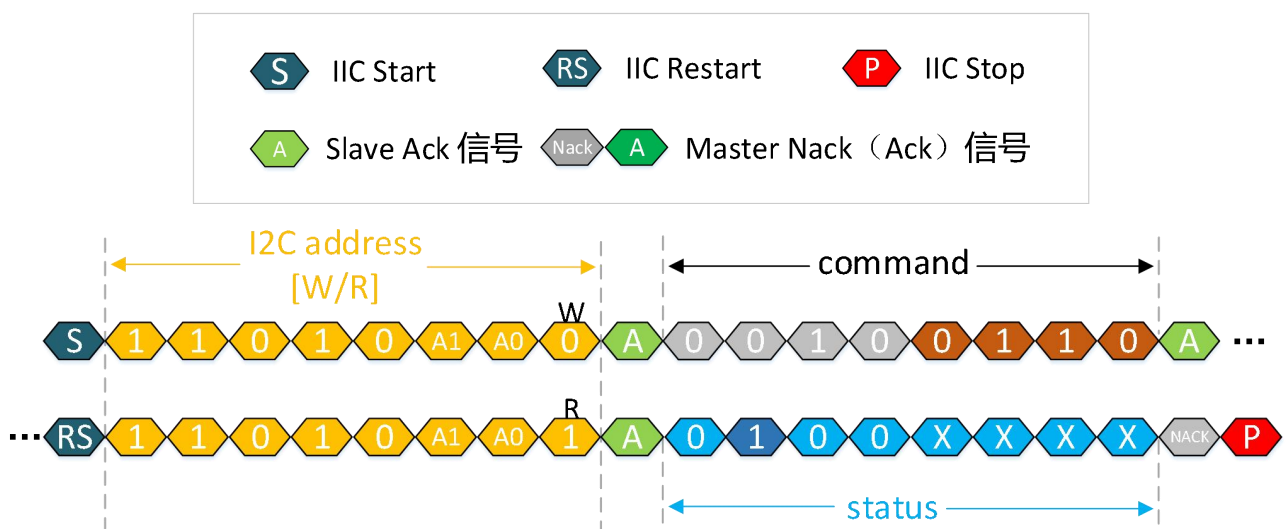 S IIC Start RS IIC Restart P IIC Stop
A Slave Ack 信号 Nack A Master Nack（Ack）信号
I2C address
[W/R]
command
W
S 1 1 0 1 0 A1 A0 0 A 0 0 1 0 0 1 1 0 A ...
R
... RS 1 1 0 1 0 A1 A0 1 A 0 1 0 0 X X X X NACK P
status